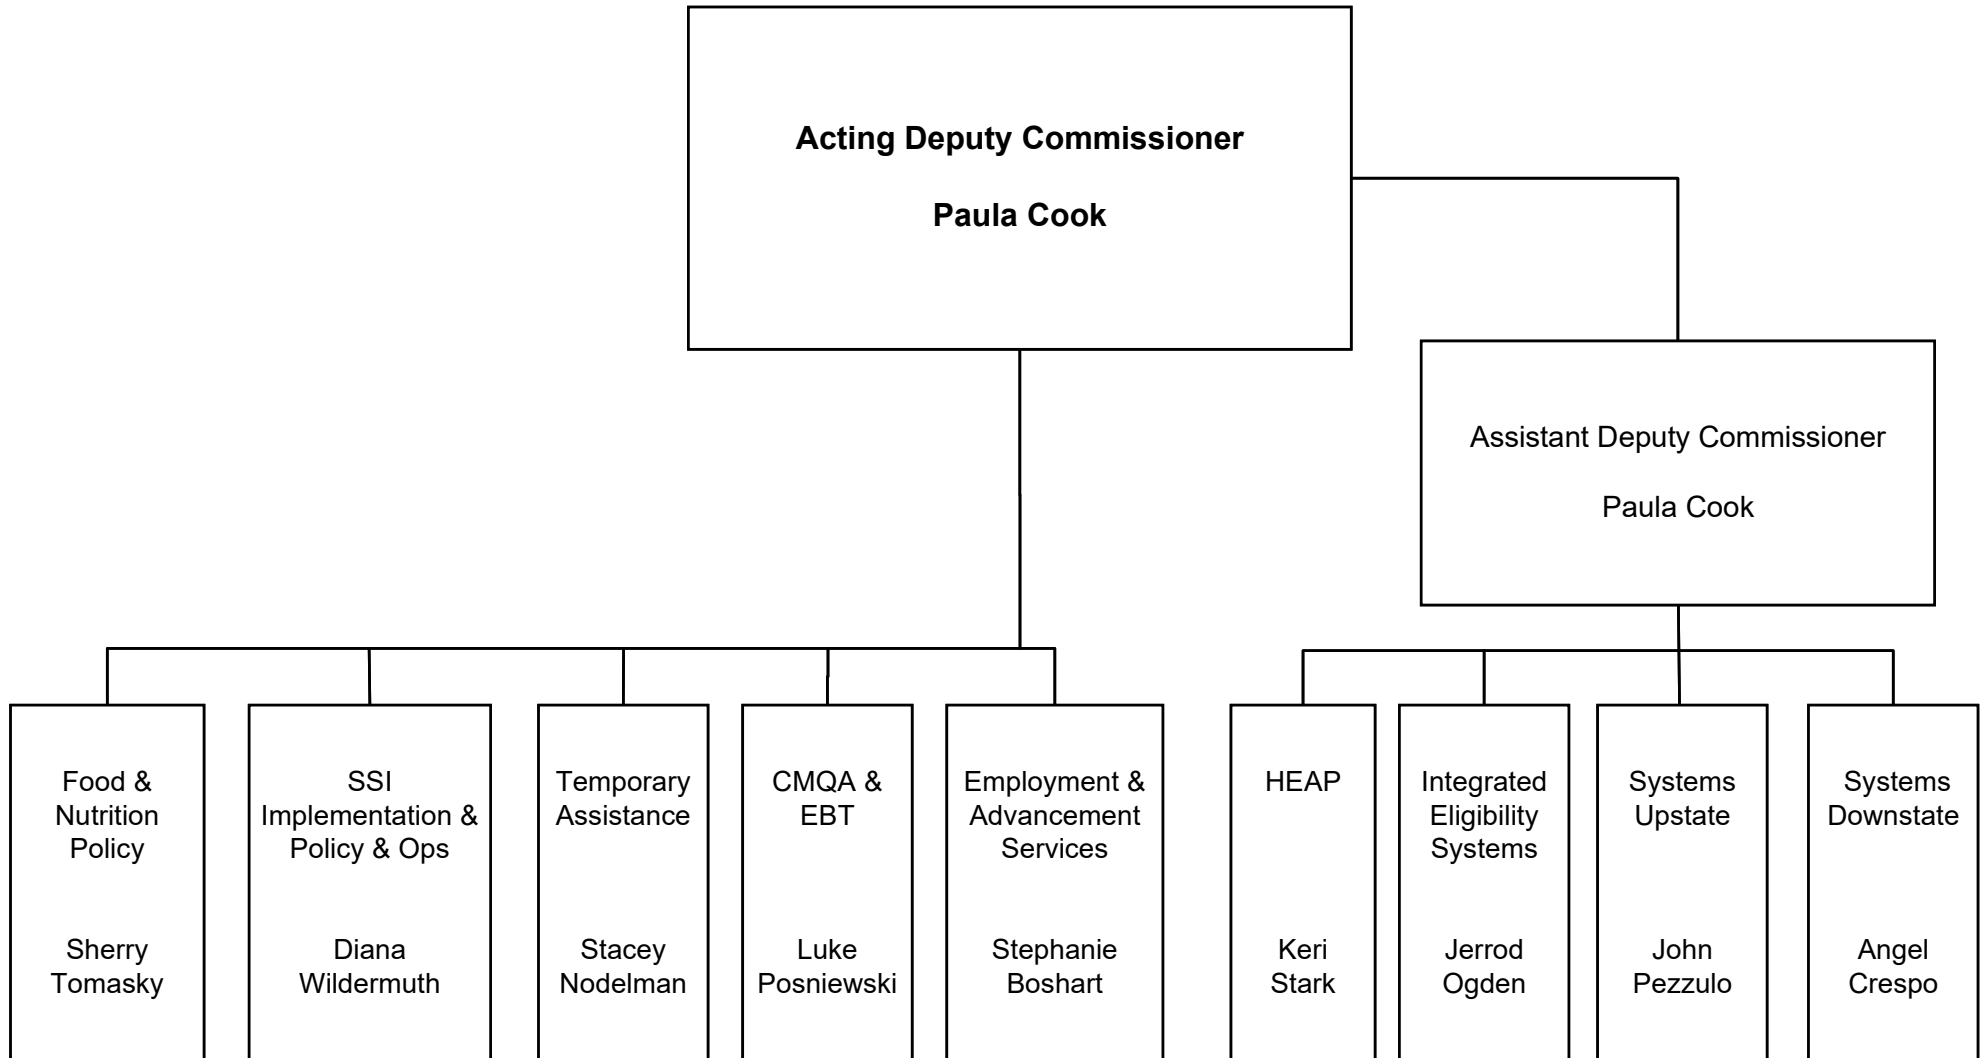 Acting Deputy Commissioner
Paula Cook
Assistant Deputy Commissioner
Paula Cook
Food &
Nutrition
Policy
Sherry
Tomasky
SSI
Implementation &
Policy & Ops
Diana
Wildermuth
Temporary
Assistance
Stacey
Nodelman
CMQA &
EBT
Luke
Posniewski
Employment &
Advancement
Services
Stephanie
Boshart
HEAP
Keri
Stark
Integrated
Eligibility
Systems
Jerrod
Ogden
Systems
Upstate
John
Pezzulo
Systems
Downstate
Angel
Crespo